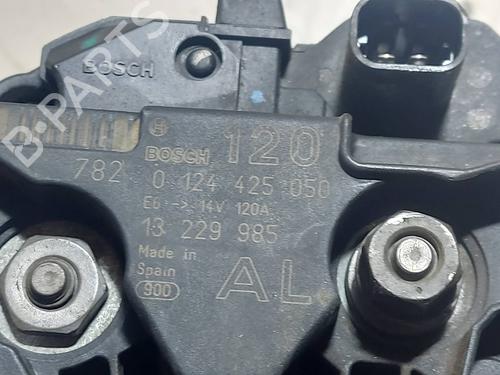 BOSCH
B-PARTS
BOSCH 120
782 0 124 425 050
E6 -> 14V 120A
13 229 985
Made in
Spain
900
AL